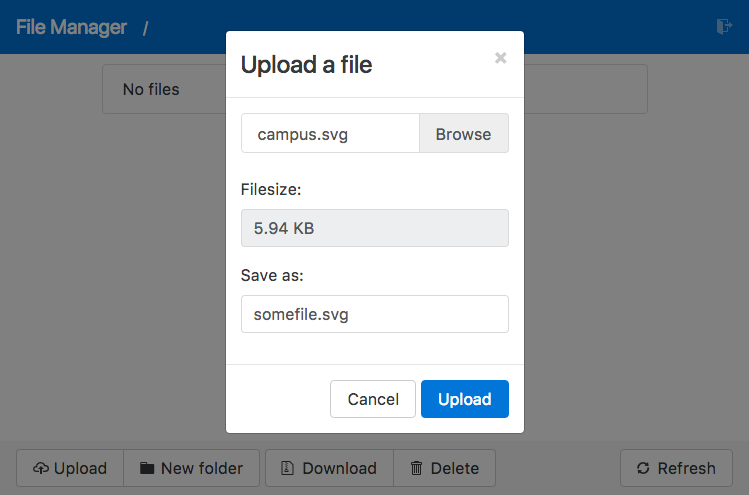 File Manager /
No files
Upload a file ×
campus.svg Browse
Filesize:
5.94 KB
Save as:
somefile.svg
Cancel Upload
Upload New folder Download Delete Refresh